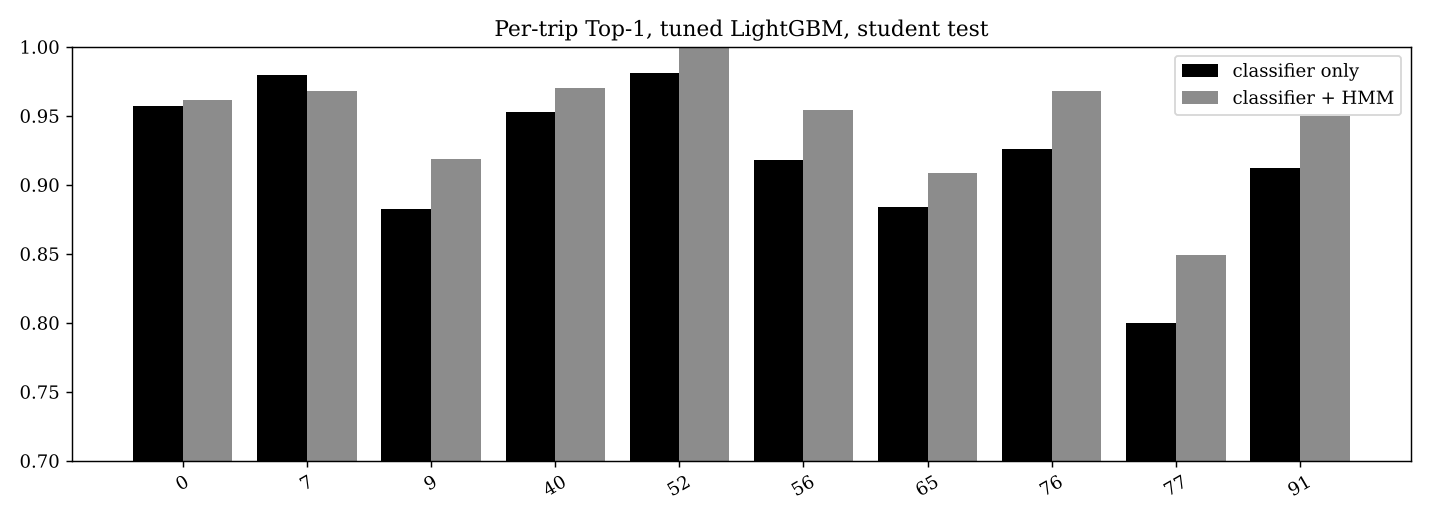 Per-trip Top-1, tuned LightGBM, student test
1.00
0.95
0.90
0.85
0.80
0.75
0.70
classifier only
classifier + HMM
0 7 9 40 52 56 65 76 77 91